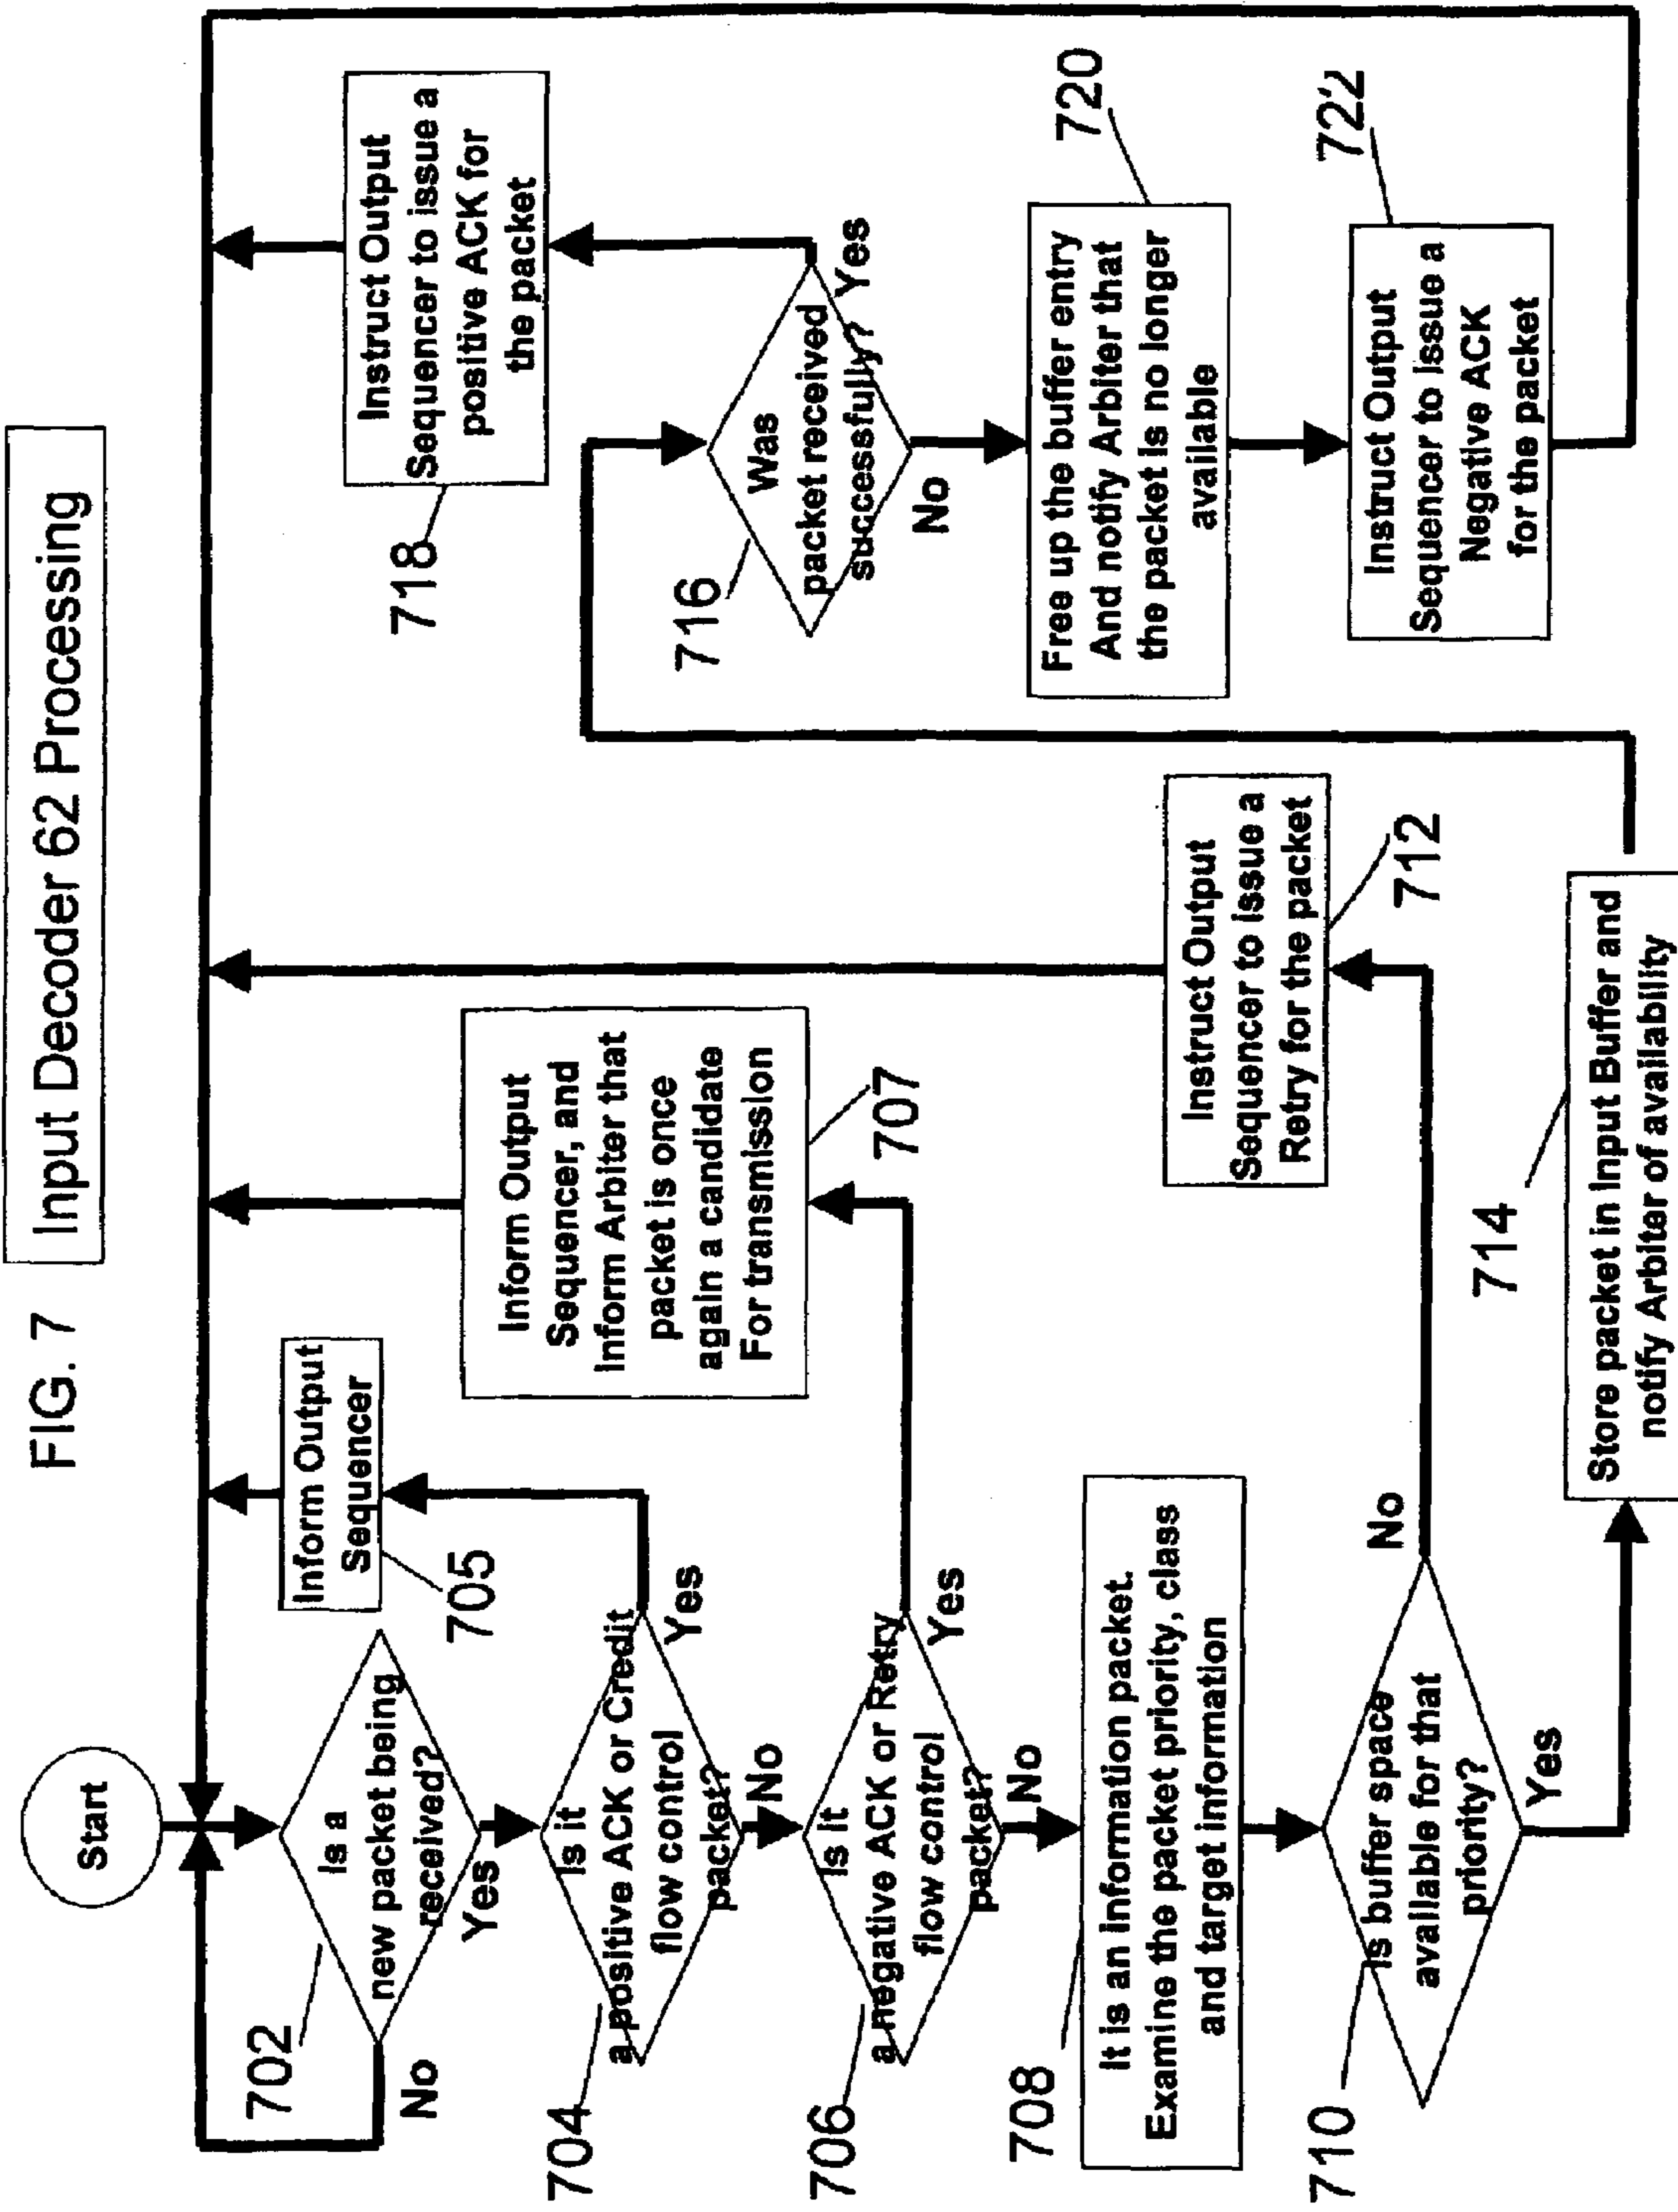 FIG. 7
Input Decoder 62 Processing
Start
702
Is a
new packet being
received?
No
Yes
704
Is it
a positive ACK or Credit
flow control
packet?
Yes
No
705
Inform Output
Sequencer
706
Is it
a negative ACK or Retry
flow control
packet?
Yes
No
707
Inform Output
Sequencer, and
Inform Arbiter that
packet is once
again a candidate
For transmission
708
It is an Information packet.
Examine the packet priority, class
and target information
710
Is buffer space
available for that
priority?
No
Yes
712
Instruct Output
Sequencer to issue a
Retry for the packet
714
Store packet in Input Buffer and
notify Arbiter of availability
716
Was
packet received
successfully?
Yes
No
718
Instruct Output
Sequencer to issue a
positive ACK for
the packet
720
Free up the buffer entry
And notify Arbiter that
the packet is no longer
available
722
Instruct Output
Sequencer to issue a
Negative ACK
for the packet